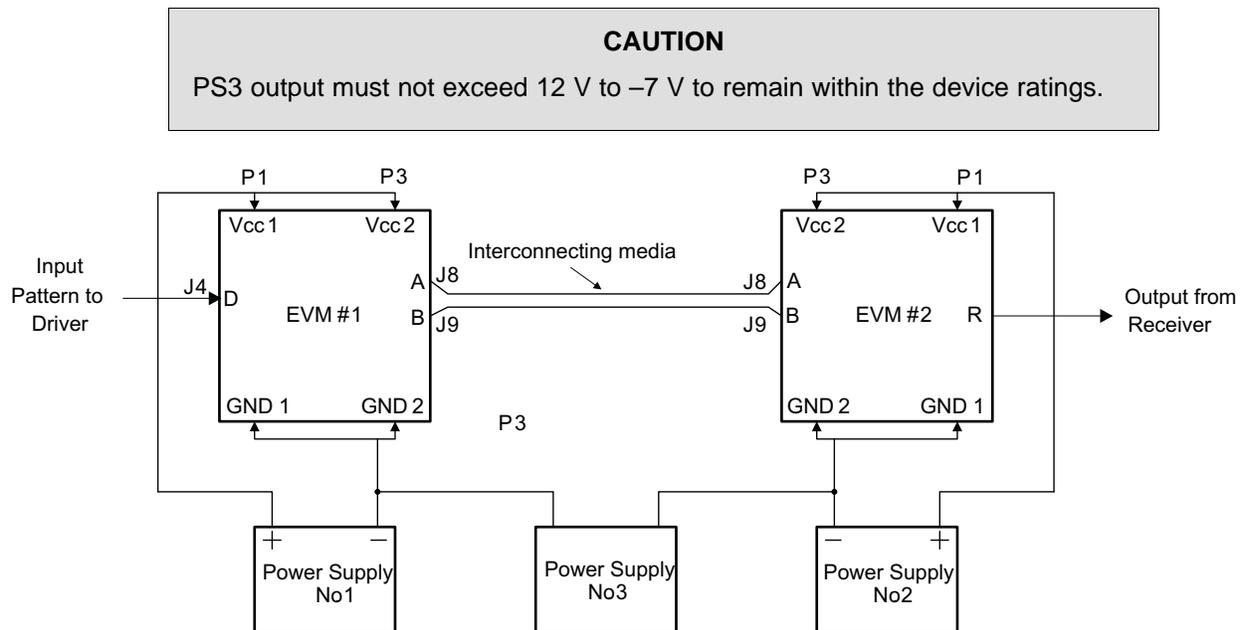 CAUTION
PS3 output must not exceed 12 V to –7 V to remain within the device ratings.
P1
P3
P3
P1
Vcc1
Vcc2
Vcc2
Vcc1
Input
Pattern to
Driver
J4
D
EVM #1
A
J8
B
J9
Interconnecting media
J8
A
J9
B
EVM #2
R
Output from
Receiver
GND 1
GND 2
P3
GND 2
GND 1
+
–
Power Supply
No1
Power Supply
No3
–
+
Power Supply
No2